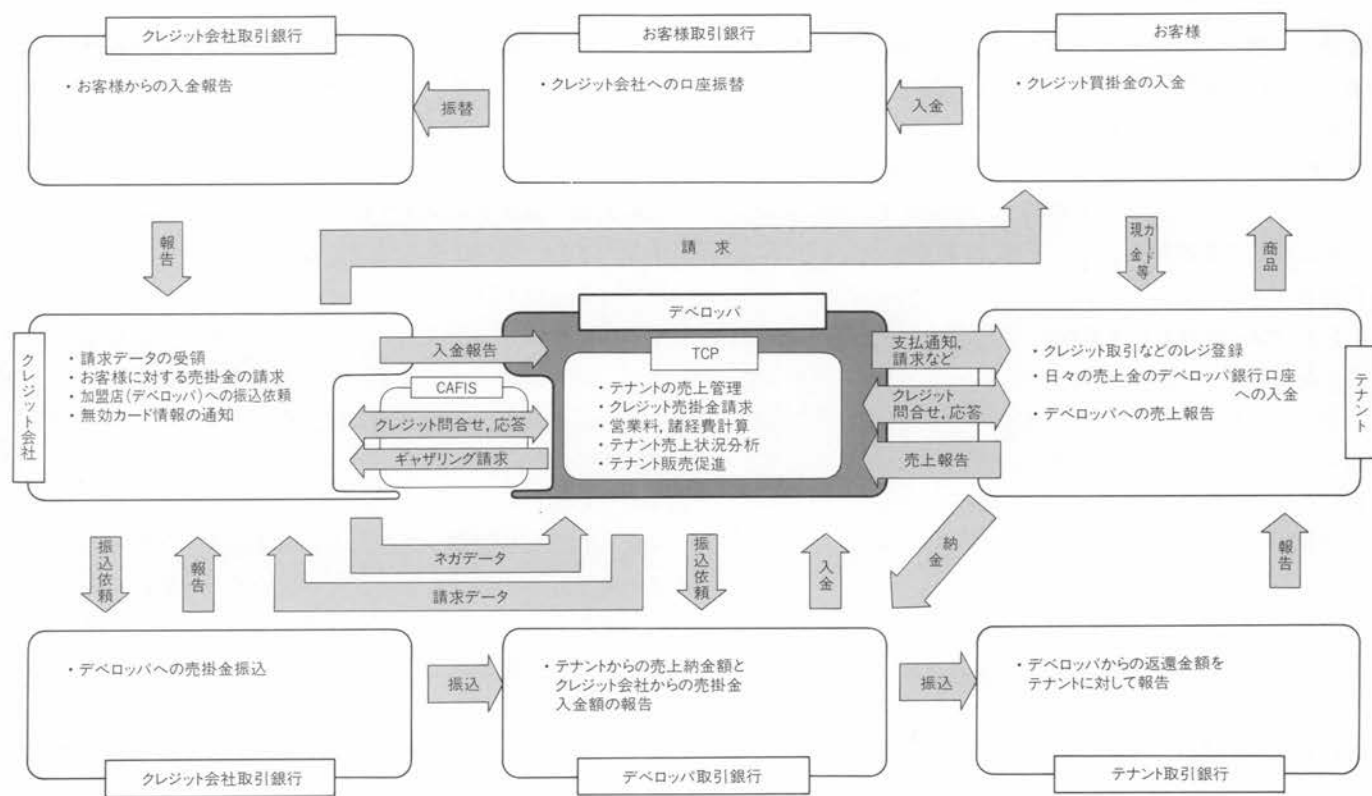 クレジット会社取引銀行
・お客様からの入金報告
振替
お客様取引銀行
・クレジット会社への口座振替
入金
お客様
・クレジット買掛金の入金
報告
請求
現金
カード等
商品
クレジット会社
・請求データの受領
・お客様に対する売掛金の請求
・加盟店(デベロッパ)への振込依頼
・無効カード情報の通知
入金報告
CAFIS
クレジット問合せ,応答
ギャザリング請求
デベロッパ
TCP
・テナントの売上管理
・クレジット売掛金請求
・営業料,諸経費計算
・テナント売上状況分析
・テナント販売促進
支払通知,
請求など
クレジット
問合せ,応答
売上報告
テナント
・クレジット取引などのレジ登録
・日々の売上金のデベロッパ銀行口座
への入金
・デベロッパへの売上報告
振込依頼
報告
ネガデータ
請求データ
振込依頼
入金
納金
報告
・デベロッパへの売掛金振込
クレジット会社取引銀行
振込
・テナントからの売上納金額と
クレジット会社からの売掛金
入金額の報告
デベロッパ取引銀行
振込
・デベロッパからの返還金額を
テナントに対して報告
テナント取引銀行